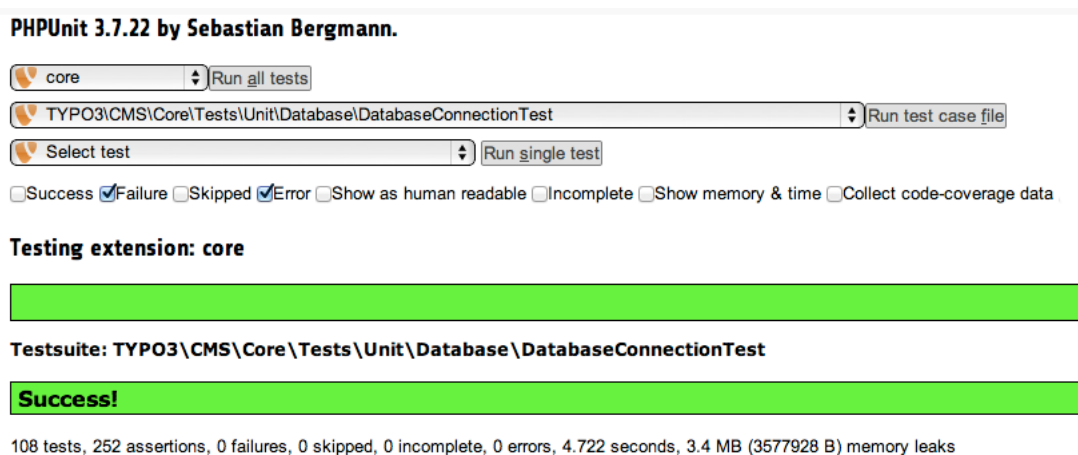 PHPUnit 3.7.22 by Sebastian Bergmann.
core Run all tests
TYPO3\CMS\Core\Tests\Unit\Database\DatabaseConnectionTest Run test case file
Select test Run single test
Success Failure Skipped Error Show as human readable Incomplete Show memory & time Collect code-coverage data
Testing extension: core
Testsuite: TYPO3\CMS\Core\Tests\Unit\Database\DatabaseConnectionTest
Success!
108 tests, 252 assertions, 0 failures, 0 skipped, 0 incomplete, 0 errors, 4.722 seconds, 3.4 MB (3577928 B) memory leaks